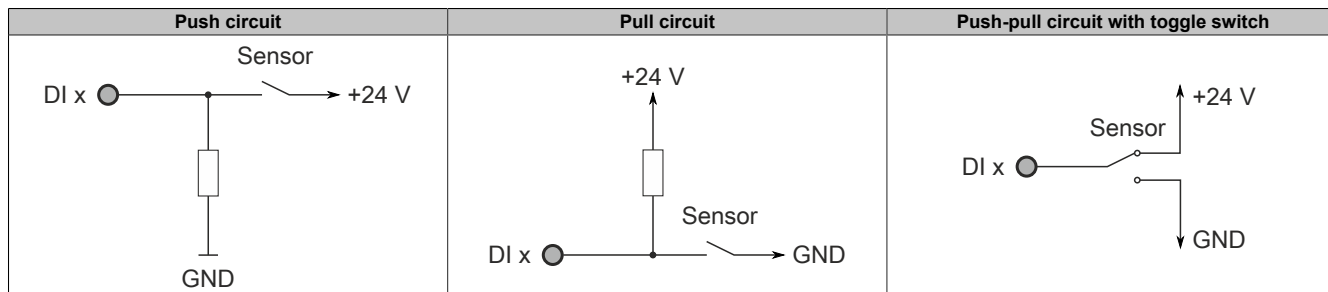 Push circuit
Pull circuit
Push-pull circuit with toggle switch
Sensor
DI x
+24 V
GND
+24 V
Sensor
DI x
GND
+24 V
Sensor
DI x
GND